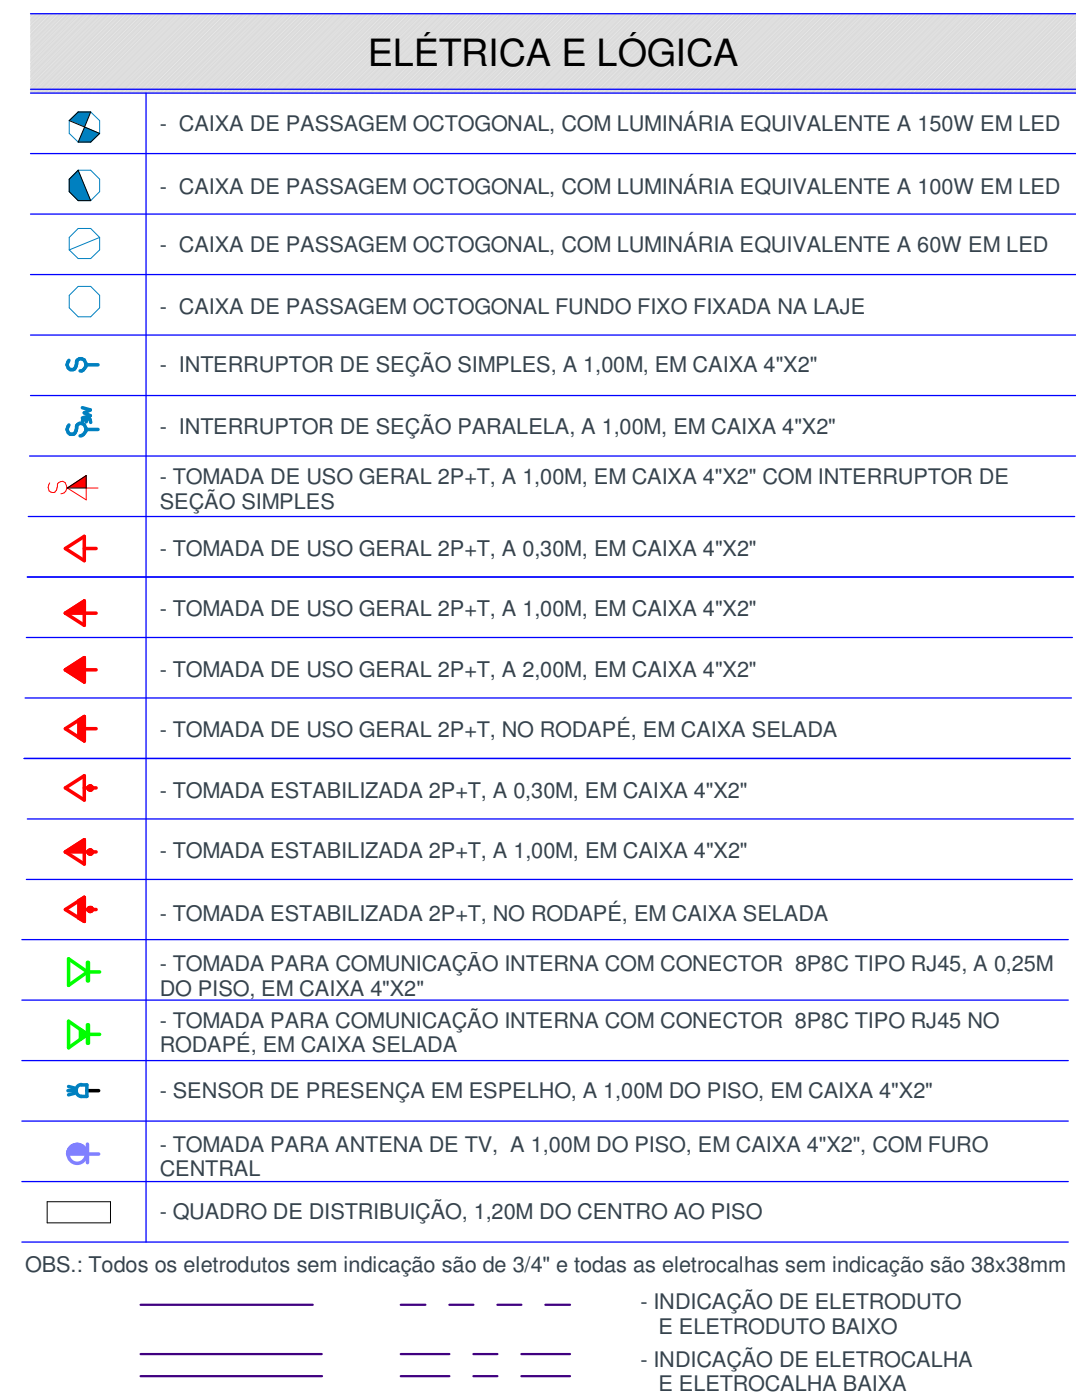 ELÉTRICA E LÓGICA
- CAIXA DE PASSAGEM OCTOGONAL, COM LUMINÁRIA EQUIVALENTE A 150W EM LED
- CAIXA DE PASSAGEM OCTOGONAL, COM LUMINÁRIA EQUIVALENTE A 100W EM LED
- CAIXA DE PASSAGEM OCTOGONAL, COM LUMINÁRIA EQUIVALENTE A 60W EM LED
- CAIXA DE PASSAGEM OCTOGONAL FUNDO FIXO FIXADA NA LAJE
S
- INTERRUPTOR DE SEÇÃO SIMPLES, A 1,00M, EM CAIXA 4"X2"
S 3W
- INTERRUPTOR DE SEÇÃO PARALELA, A 1,00M, EM CAIXA 4"X2"
S
- TOMADA DE USO GERAL 2P+T, A 1,00M, EM CAIXA 4"X2" COM INTERRUPTOR DE
SEÇÃO SIMPLES
- TOMADA DE USO GERAL 2P+T, A 0,30M, EM CAIXA 4"X2"
- TOMADA DE USO GERAL 2P+T, A 1,00M, EM CAIXA 4"X2"
- TOMADA DE USO GERAL 2P+T, A 2,00M, EM CAIXA 4"X2"
- TOMADA DE USO GERAL 2P+T, NO RODAPÉ, EM CAIXA SELADA
- TOMADA ESTABILIZADA 2P+T, A 0,30M, EM CAIXA 4"X2"
- TOMADA ESTABILIZADA 2P+T, A 1,00M, EM CAIXA 4"X2"
- TOMADA ESTABILIZADA 2P+T, NO RODAPÉ, EM CAIXA SELADA
- TOMADA PARA COMUNICAÇÃO INTERNA COM CONECTOR 8P8C TIPO RJ45, A 0,25M
DO PISO, EM CAIXA 4"X2"
- TOMADA PARA COMUNICAÇÃO INTERNA COM CONECTOR 8P8C TIPO RJ45 NO
RODAPÉ, EM CAIXA SELADA
- SENSOR DE PRESENÇA EM ESPELHO, A 1,00M DO PISO, EM CAIXA 4"X2"
- TOMADA PARA ANTENA DE TV, A 1,00M DO PISO, EM CAIXA 4"X2", COM FURO
CENTRAL
- QUADRO DE DISTRIBUIÇÃO, 1,20M DO CENTRO AO PISO
OBS.: Todos os eletrodutos sem indicação são de 3/4" e todas as eletrocalhas sem indicação são 38x38mm
- INDICAÇÃO DE ELETRODUTO
E ELETRODUTO BAIXO
- INDICAÇÃO DE ELETROCALHA
E ELETROCALHA BAIXA